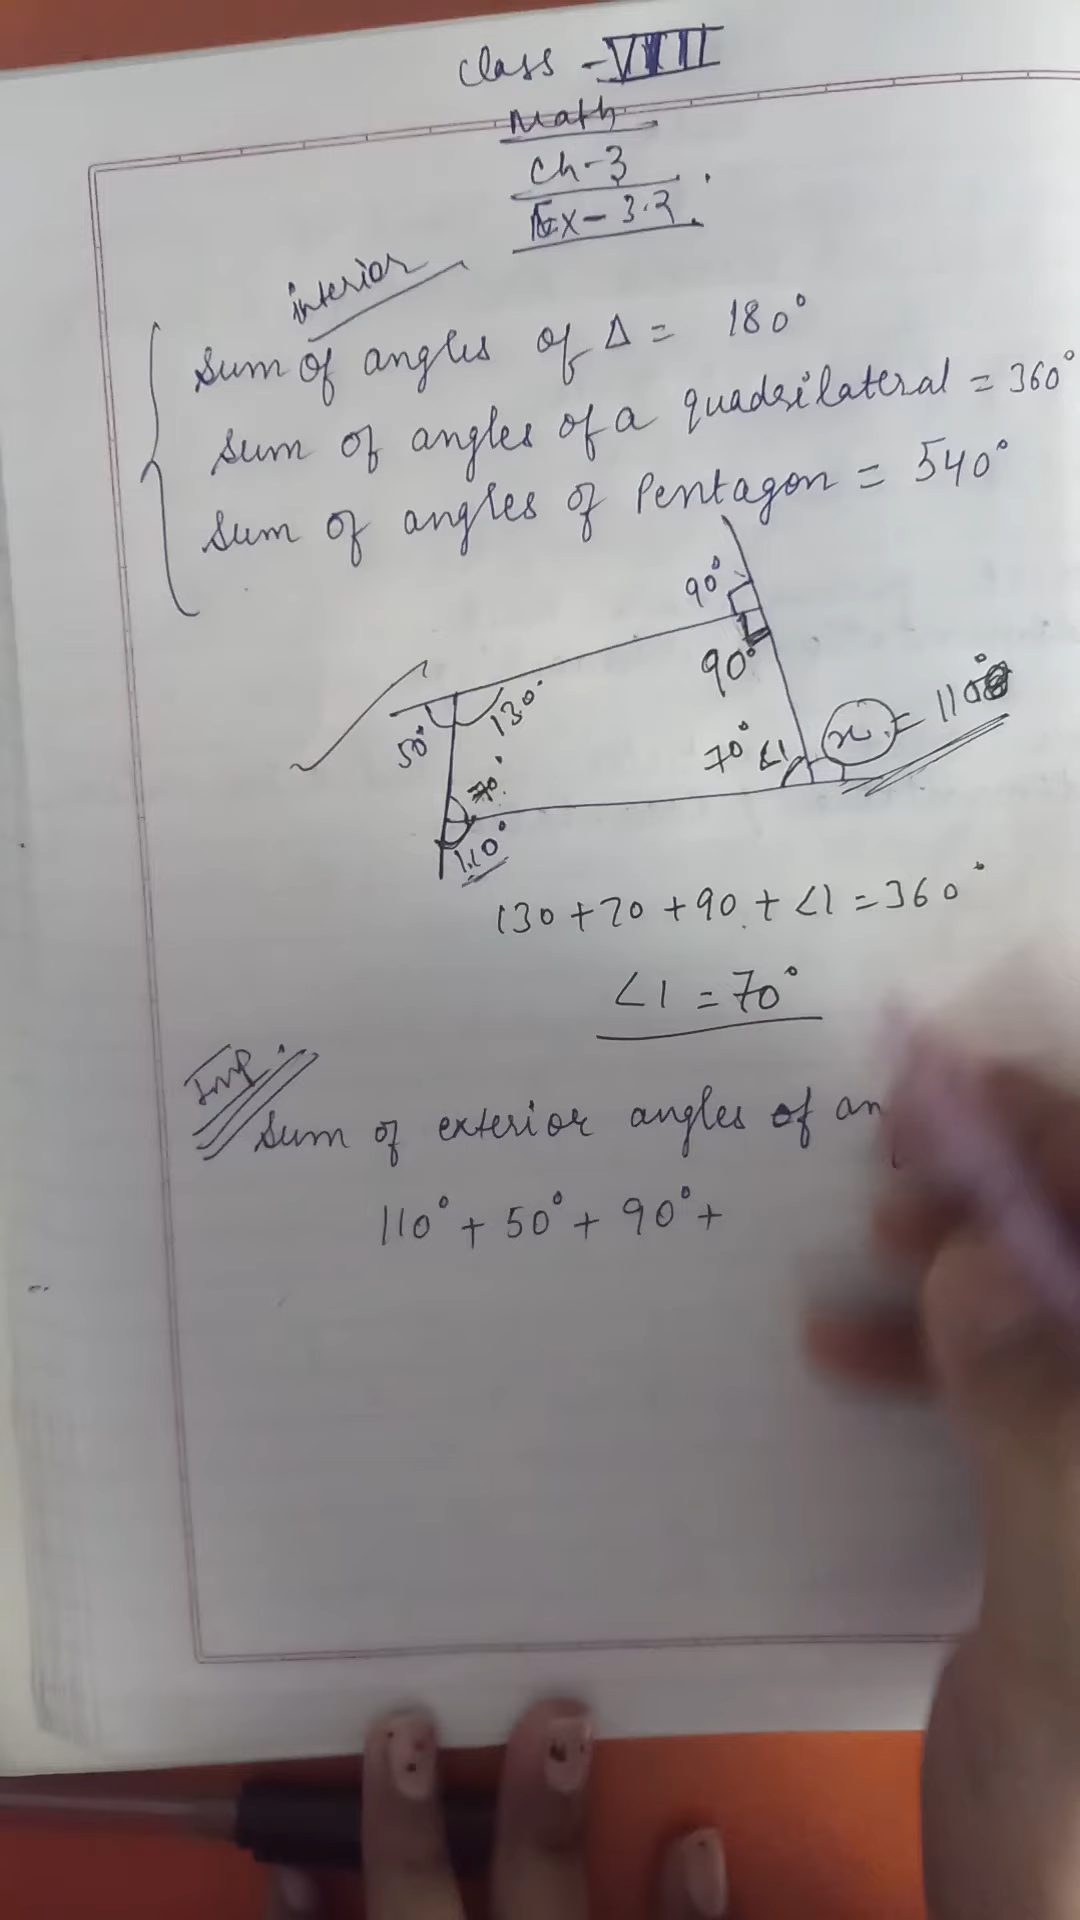 Class - VIII
Math
Ch-3
Ex - 3.2
interior
Sum of angles of Δ = 180°
Sum of angles of a quadrilateral = 360°
Sum of angles of Pentagon = 540°
90°
90°
50° 130°
70° ∠1 x = 110°
70°
110°
130 + 70 + 90 + ∠1 = 360°
∠1 = 70°
Imp.
Sum of exterior angles of an
110° + 50° + 90° +